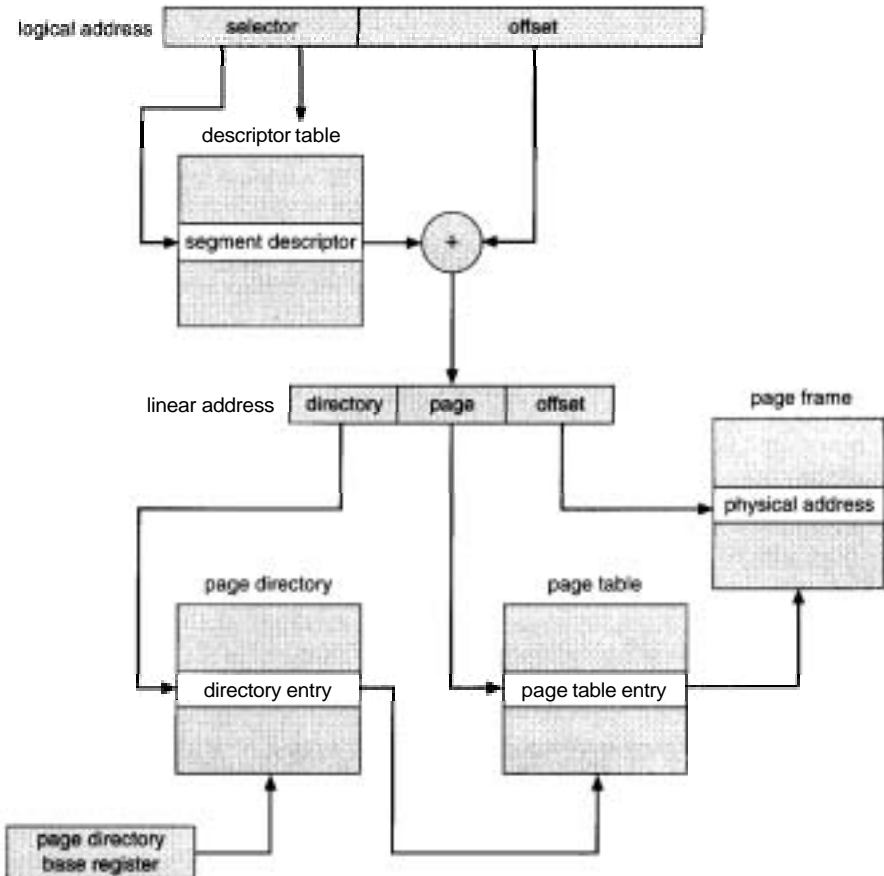 logical address
selector
offset
descriptor table
segment descriptor
+
linear address
directory
page
offset
page frame
physical address
page directory
page table
directory entry
page table entry
page directory
base register